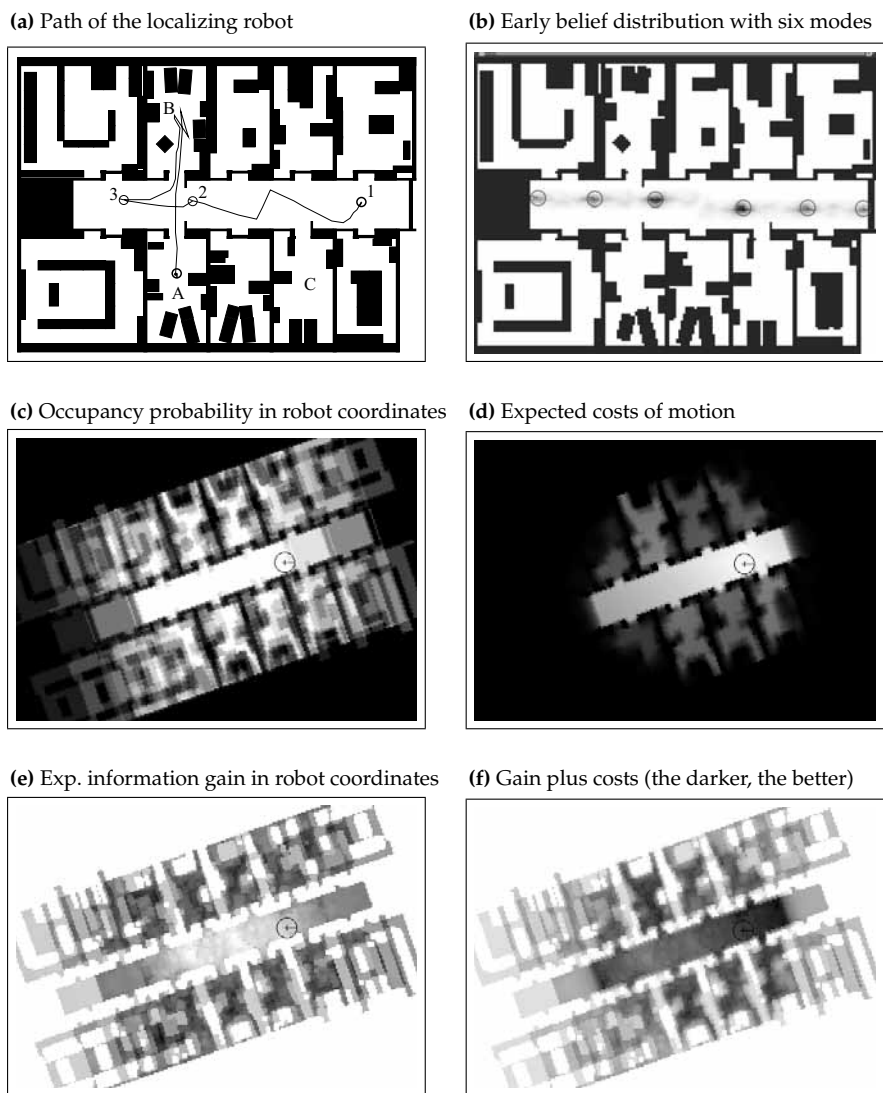 (a) Path of the localizing robot
(b) Early belief distribution with six modes
B
3
2
1
A
C
(c) Occupancy probability in robot coordinates
(d) Expected costs of motion
(e) Exp. information gain in robot coordinates
(f) Gain plus costs (the darker, the better)